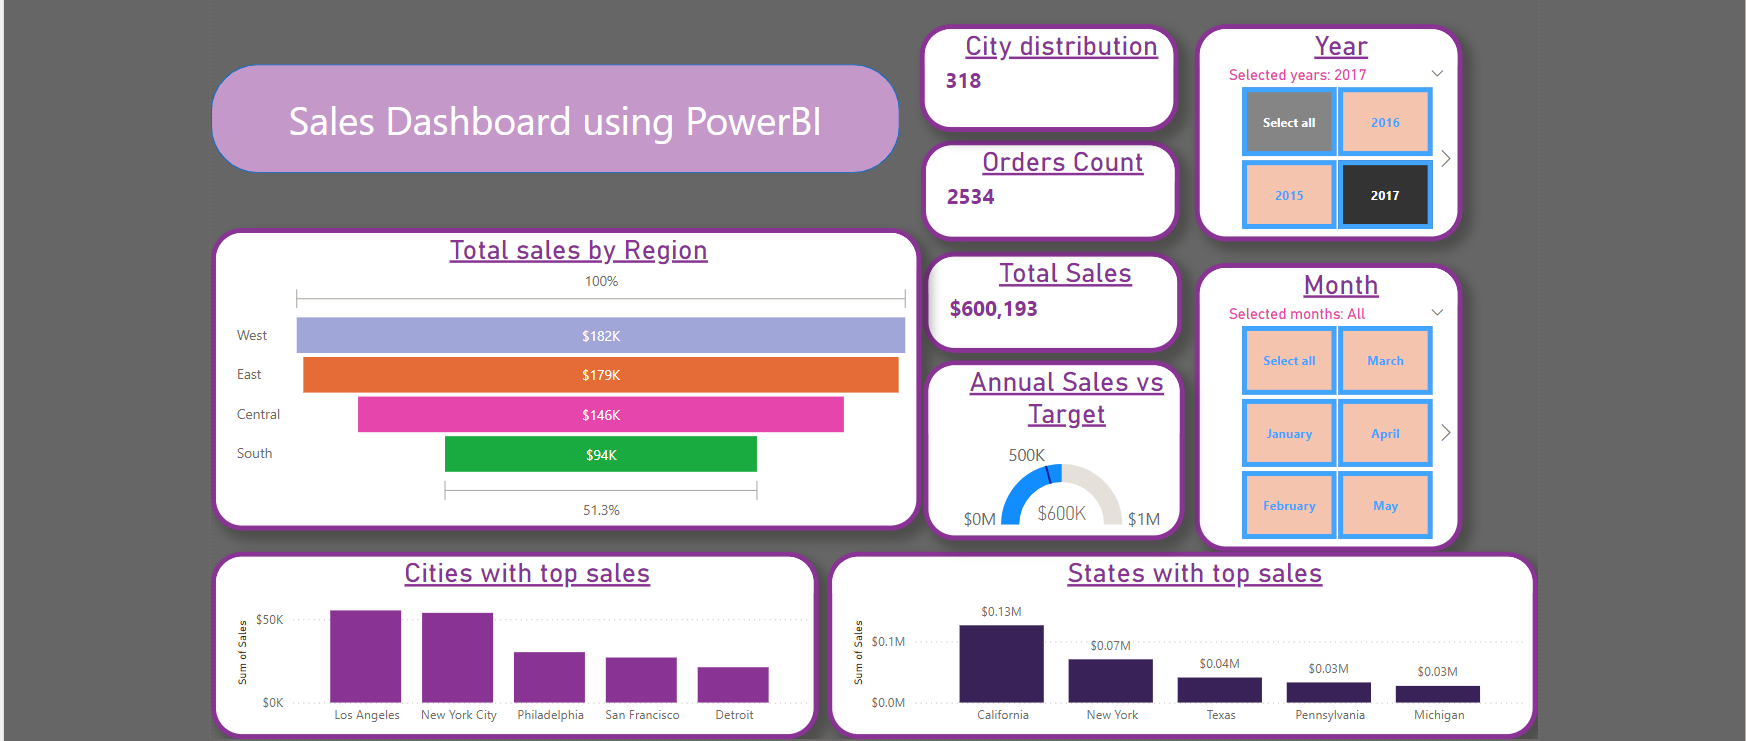 Sales Dashboard using PowerBI
City distribution
318
Orders Count
2534
Total Sales
$600,193
Annual Sales vs
Target
500K
$0M
$600K
$1M
Year
Selected years: 2017
Select all
2016
2015
2017
Month
Selected months: All
Select all
March
January
April
February
May
Total sales by Region
100%
West
$182K
East
$179K
Central
$146K
South
$94K
51.3%
Cities with top sales
Sum of Sales
$50K
$0K
Los Angeles
New York City
Philadelphia
San Francisco
Detroit
States with top sales
Sum of Sales
$0.1M
$0.0M
$0.13M
$0.07M
$0.04M
$0.03M
$0.03M
California
New York
Texas
Pennsylvania
Michigan